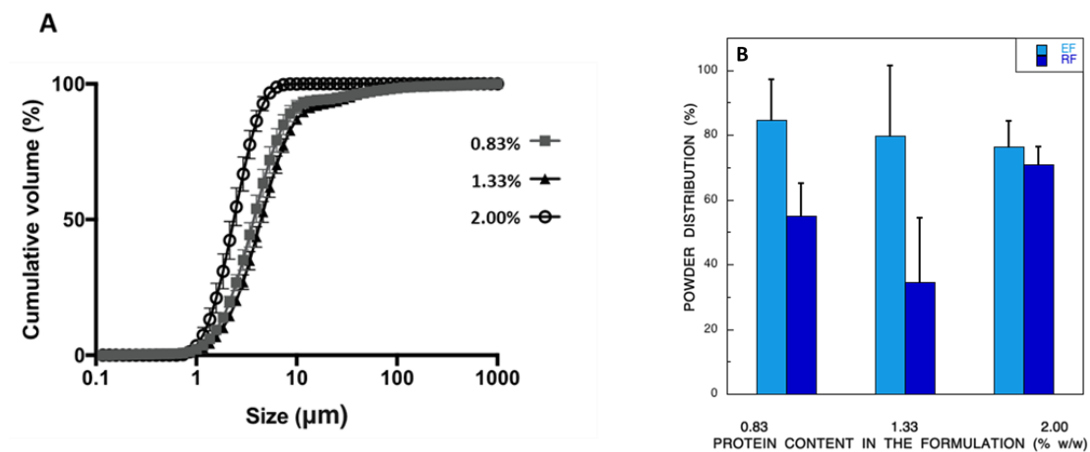 A
Cumulative volume (%)
100
50
0
0.1 1 10 100 1000
Size (μm)
0.83%
1.33%
2.00%
B
EF
RF
POWDER DISTRIBUTION (%)
100
80
60
40
20
0
0.83 1.33 2.00
PROTEIN CONTENT IN THE FORMULATION (% w/w)